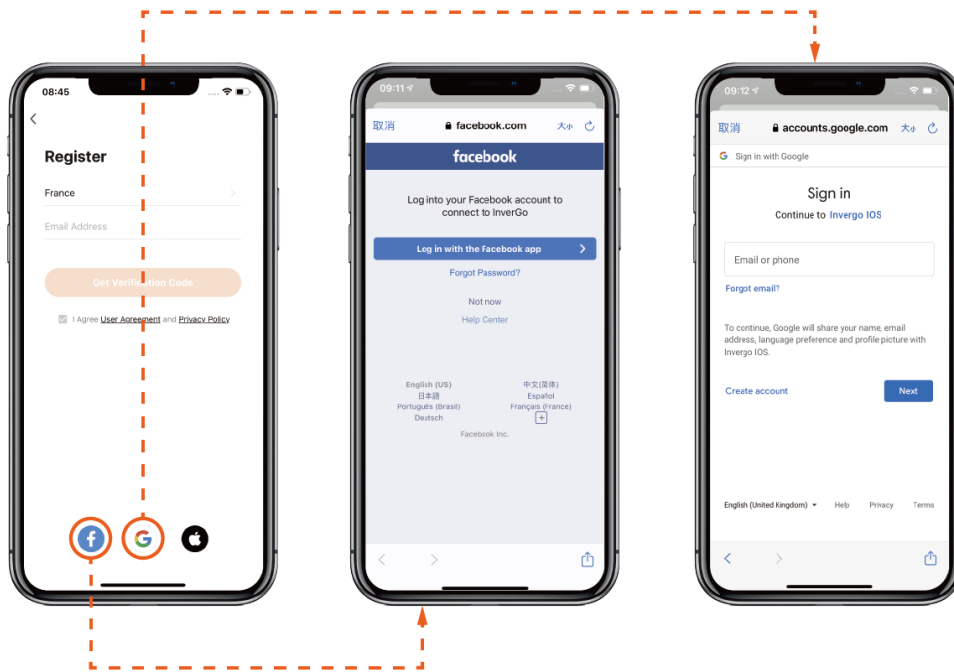 08:45
Register
France
Email Address
Get Verification Code
I Agree User Agreement and Privacy Policy
09:11
取消
facebook.com
大小
facebook
Log into your Facebook account to
connect to InverGo
Log in with the Facebook app
Forgot Password?
Not now
Help Center
English (US)
中文(简体)
日本語
Español
Português (Brasil)
Français (France)
Deutsch
Facebook Inc.
09:12
取消
accounts.google.com
大小
Sign in with Google
Sign in
Continue to Invergo IOS
Email or phone
Forgot email?
To continue, Google will share your name, email
address, language preference and profile picture with
Invergo IOS.
Create account
Next
English (United Kingdom)
Help
Privacy
Terms